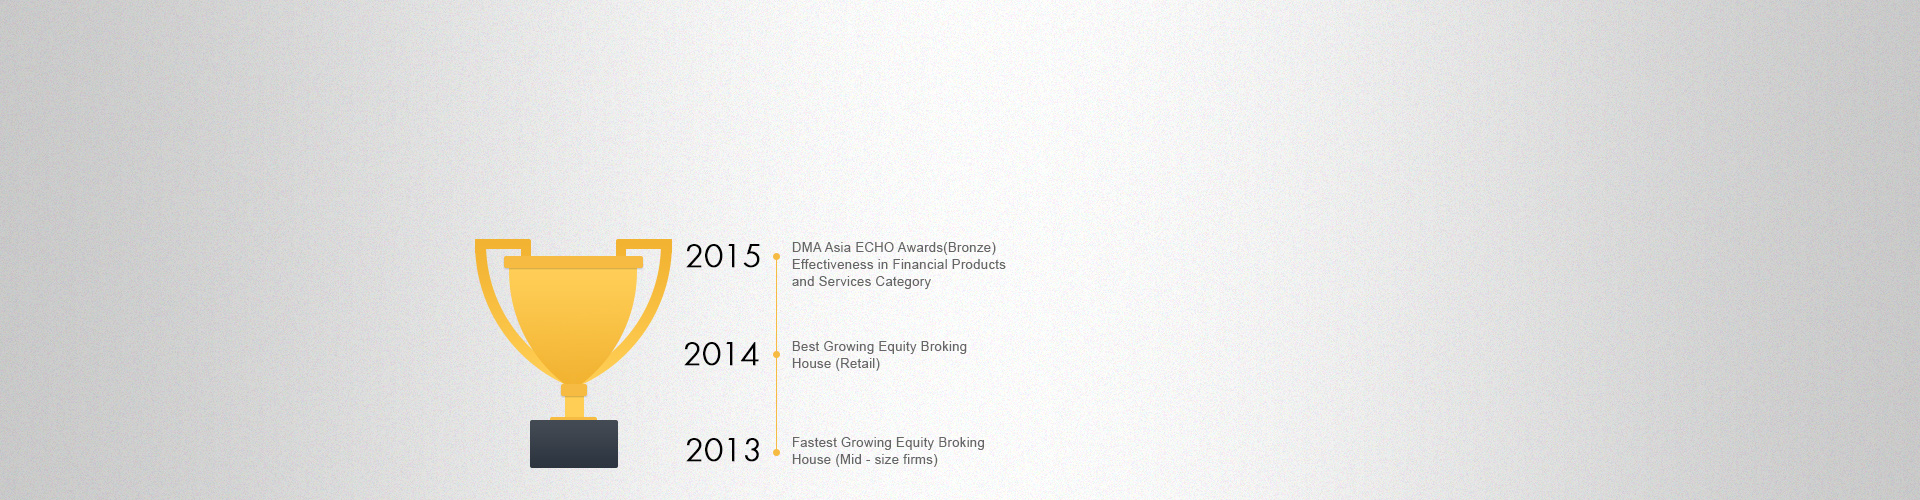 2015
DMA Asia ECHO Awards(Bronze)
Effectiveness in Financial Products
and Services Category
2014
Best Growing Equity Broking
House (Retail)
2013
Fastest Growing Equity Broking
House (Mid - size firms)